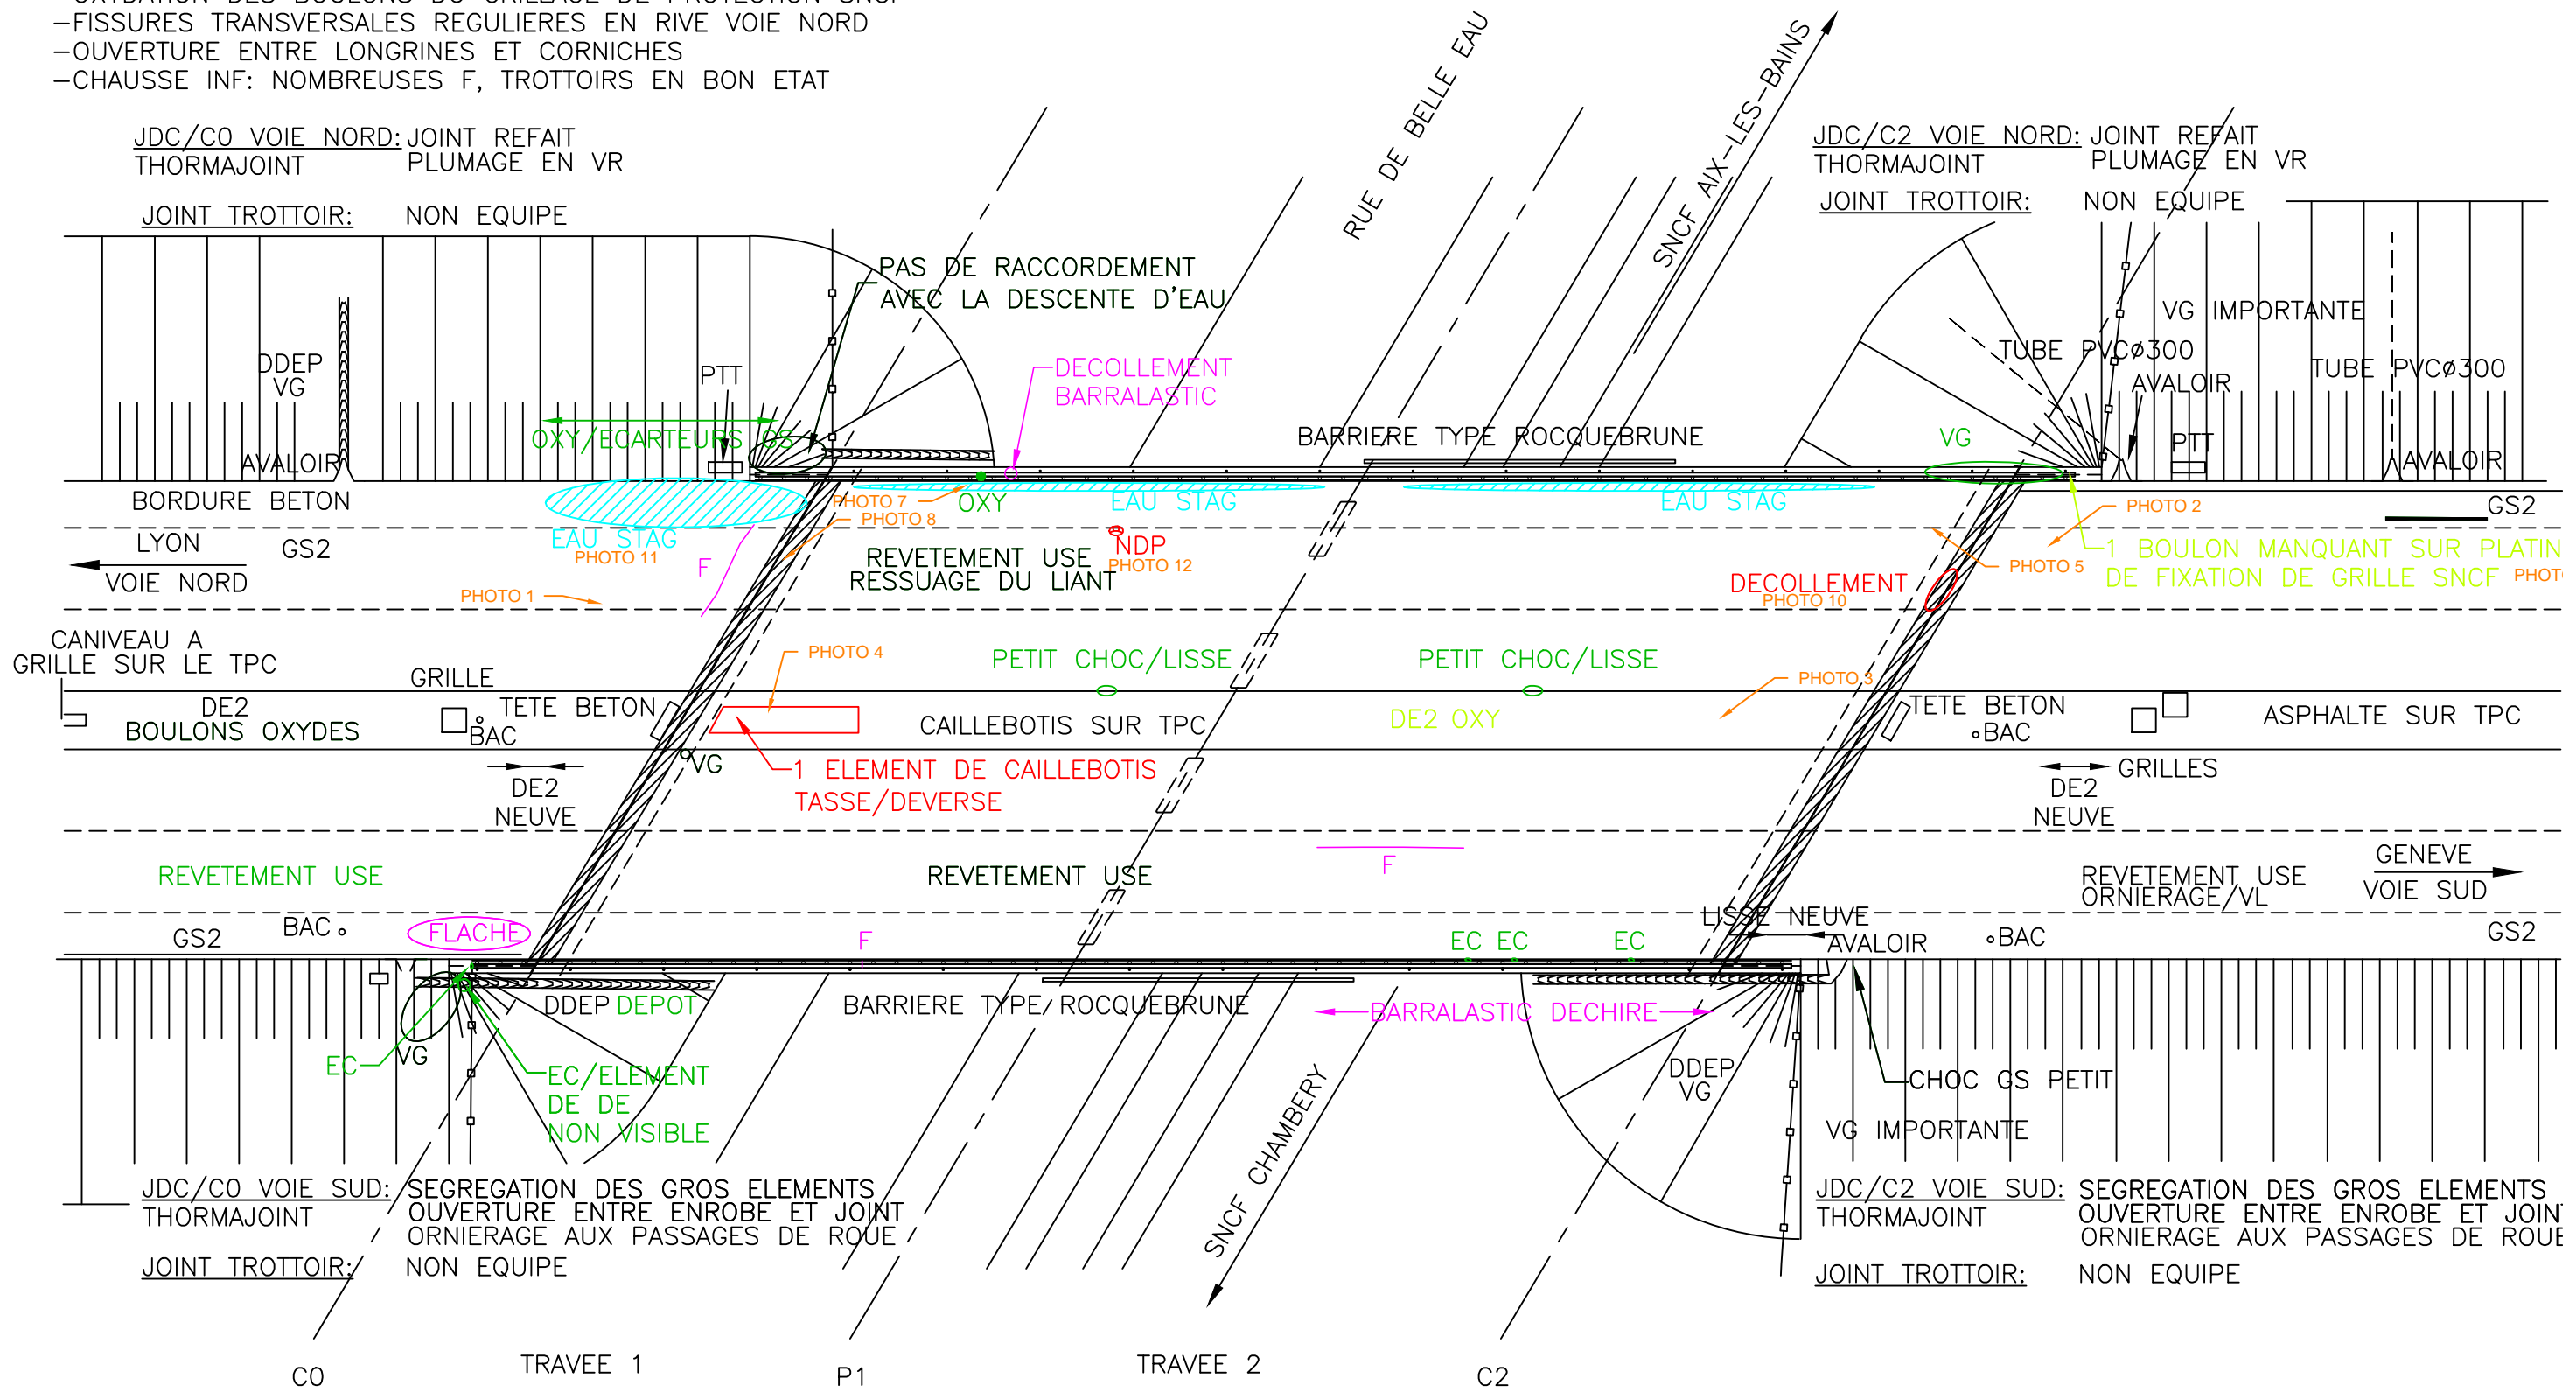 -FISSURES TRANSVERSALES REGULIERES EN RIVE VOIE NORD
-OUVERTURE ENTRE LONGRINES ET CORNICHES
-CHAUSSE INF: NOMBREUSES F, TROTTOIRS EN BON ETAT
JDC/C0 VOIE NORD: JOINT REFAIT
THORMAJOINT PLUMAGE EN VR
JOINT TROTTOIR: NON EQUIPE
RUE DE BELLE EAU
SNCF AIX-LES-BAINS
JDC/C2 VOIE NORD: JOINT REFAIT
THORMAJOINT PLUMAGE EN VR
JOINT TROTTOIR: NON EQUIPE
PAS DE RACCORDEMENT
AVEC LA DESCENTE D'EAU
VG IMPORTANTE
DDEP
VG
PTT
DECOLLEMENT
BARRALASTIC
TUBE PVCø300
AVALOIR
TUBE PVCø300
OXY/ECARTEURS GS
BARRIERE TYPE ROCQUEBRUNE
VG
PTT
AVALOIR
AVALOIR
BORDURE BETON
PHOTO 7
OXY
EAU STAG
EAU STAG
PHOTO 2
GS2
PHOTO 8
LYON
GS2
EAU STAG
PHOTO 11
F
REVETEMENT USE
RESSUAGE DU LIANT
NDP
PHOTO 12
1 BOULON MANQUANT SUR PLATIN
DE FIXATION DE GRILLE SNCF
PHOTO 5
VOIE NORD
PHOTO 1
DECOLLEMENT
PHOTO 10
CANIVEAU A
GRILLE SUR LE TPC
GRILLE
PHOTO 4
PETIT CHOC/LISSE
PETIT CHOC/LISSE
PHOTO 3
DE2
BOULONS OXYDES
BAC
TETE BETON
CAILLEBOTIS SUR TPC
DE2 OXY
TETE BETON
BAC
ASPHALTE SUR TPC
VG
1 ELEMENT DE CAILLEBOTIS
TASSE/DEVERSE
DE2
NEUVE
GRILLES
DE2
NEUVE
REVETEMENT USE
REVETEMENT USE
F
REVETEMENT USE
ORNIERAGE/VL
GENEVE
VOIE SUD
GS2
BAC
FLACHE
F
EC EC
EC
LISSE NEUVE
AVALOIR
BAC
GS2
DDEP DEPOT
BARRIERE TYPE ROCQUEBRUNE
BARRALASTIC DECHIRE
VG
EC
EC/ELEMENT
DE DE
NON VISIBLE
DDEP
VG
CHOC GS PETIT
VG IMPORTANTE
SNCF CHAMBERY
JDC/C0 VOIE SUD: SEGREGATION DES GROS ELEMENTS
THORMAJOINT OUVERTURE ENTRE ENROBE ET JOINT
ORNIERAGE AUX PASSAGES DE ROUE
JOINT TROTTOIR: NON EQUIPE
JDC/C2 VOIE SUD: SEGREGATION DES GROS ELEMENTS
THORMAJOINT OUVERTURE ENTRE ENROBE ET JOINT
ORNIERAGE AUX PASSAGES DE ROUE
JOINT TROTTOIR: NON EQUIPE
C0
TRAVEE 1
P1
TRAVEE 2
C2